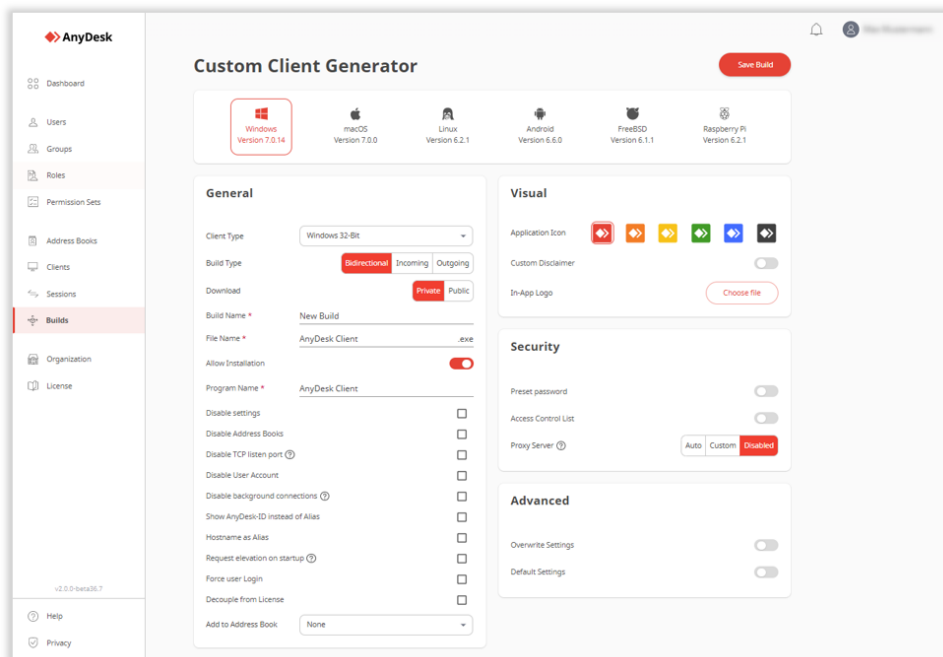 AnyDesk
Dashboard
Users
Groups
Roles
Permission Sets
Address Books
Clients
Sessions
Builds
Organization
License
v2.0.0-beta36.7
Help
Privacy
Custom Client Generator
Save Build
Windows
Version 7.0.14
macOS
Version 7.0.0
Linux
Version 6.2.1
Android
Version 6.6.0
FreeBSD
Version 6.1.1
Raspberry Pi
Version 6.2.1
General
Client Type Windows 32-Bit
Build Type Bidirectional Incoming Outgoing
Download Private Public
Build Name * New Build
File Name * AnyDesk Client .exe
Allow Installation
Program Name * AnyDesk Client
Disable settings
Disable Address Books
Disable TCP listen port ?
Disable User Account
Disable background connections ?
Show AnyDesk-ID instead of Alias
Hostname as Alias
Request elevation on startup ?
Force user Login
Decouple from License
Add to Address Book None
Visual
Application Icon
Custom Disclaimer
In-App Logo Choose file
Security
Preset password
Access Control List
Proxy Server ? Auto Custom Disabled
Advanced
Overwrite Settings
Default Settings